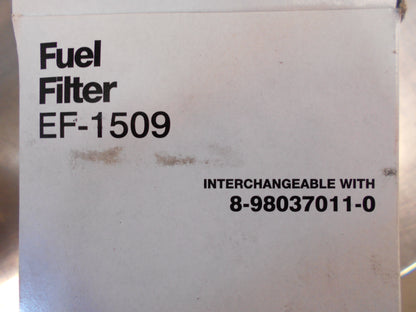 Fuel
Filter
EF-1509
INTERCHANGEABLE WITH
8-98037011-0